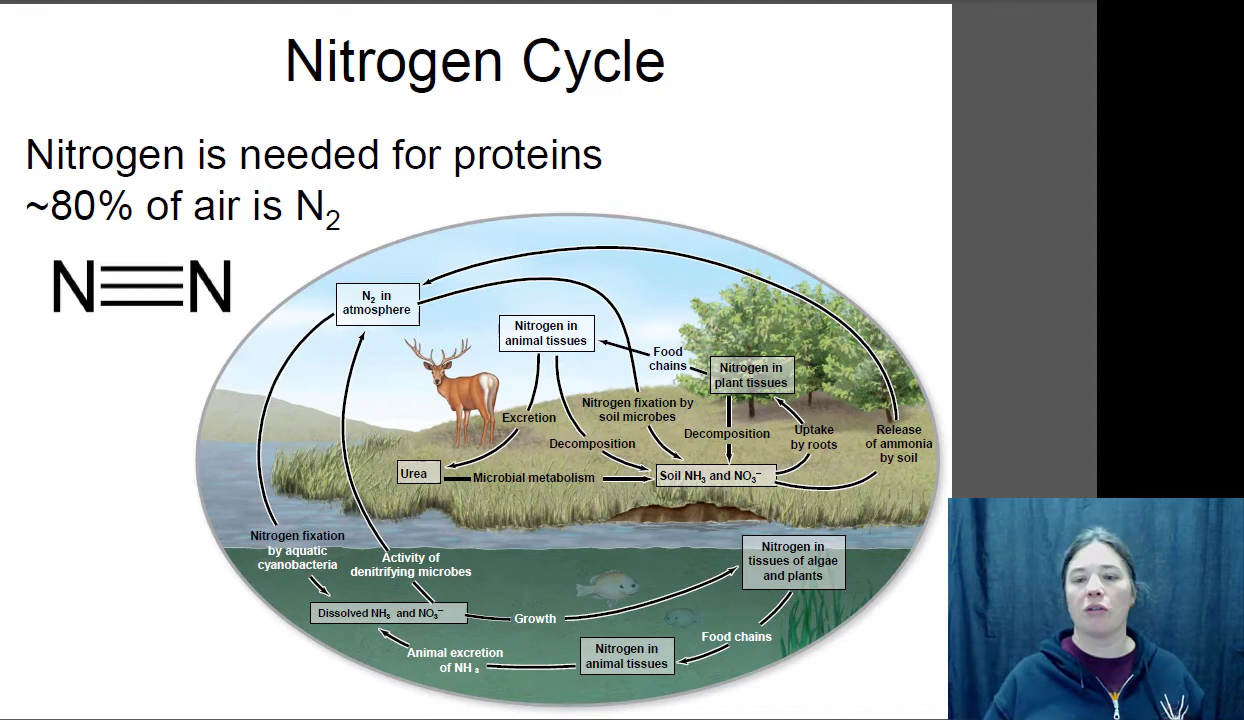 Nitrogen Cycle
Nitrogen is needed for proteins
~80% of air is N₂
N≡N
N₂ in
atmosphere
Nitrogen in
animal tissues
Food
chains
Nitrogen in
plant tissues
Excretion
Nitrogen fixation by
soil microbes
Decomposition
Decomposition
Uptake
by roots
Release
of ammonia
by soil
Urea
Microbial metabolism
Soil NH₃ and NO₃⁻
Nitrogen fixation
by aquatic
cyanobacteria
Activity of
denitrifying microbes
Nitrogen in
tissues of algae
and plants
Dissolved NH₃ and NO₃⁻
Growth
Food chains
Animal excretion
of NH₃
Nitrogen in
animal tissues